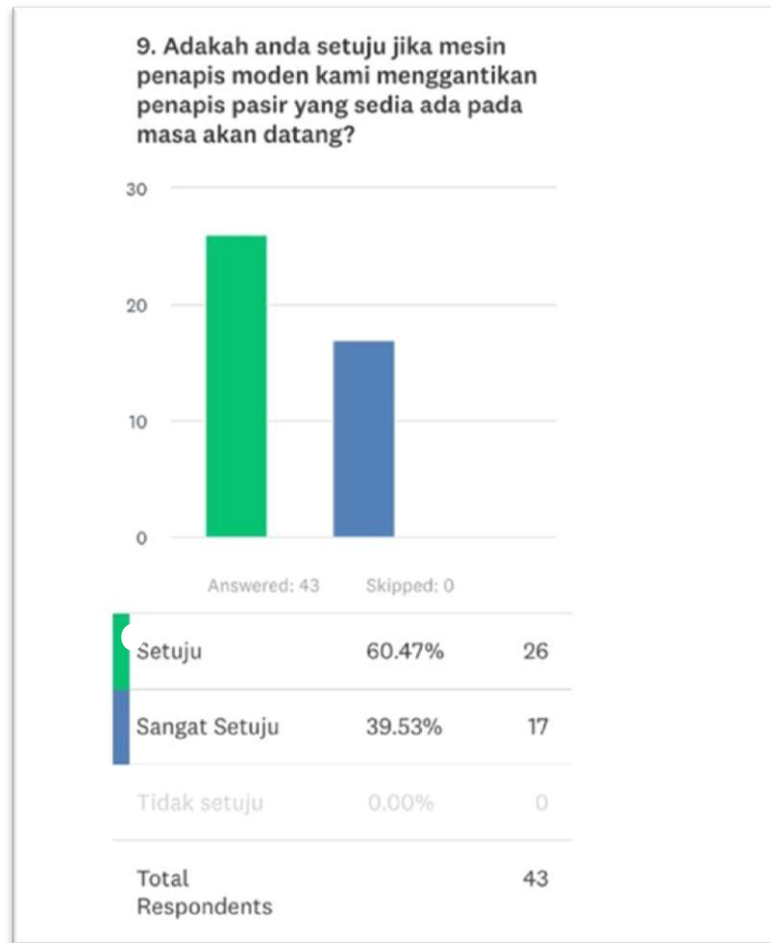 9. Adakah anda setuju jika mesin
penapis moden kami menggantikan
penapis pasir yang sedia ada pada
masa akan datang?
30
20
10
0
Answered: 43 Skipped: 0
Setuju 60.47% 26
Sangat Setuju 39.53% 17
Tidak setuju 0.00% 0
Total 43
Respondents